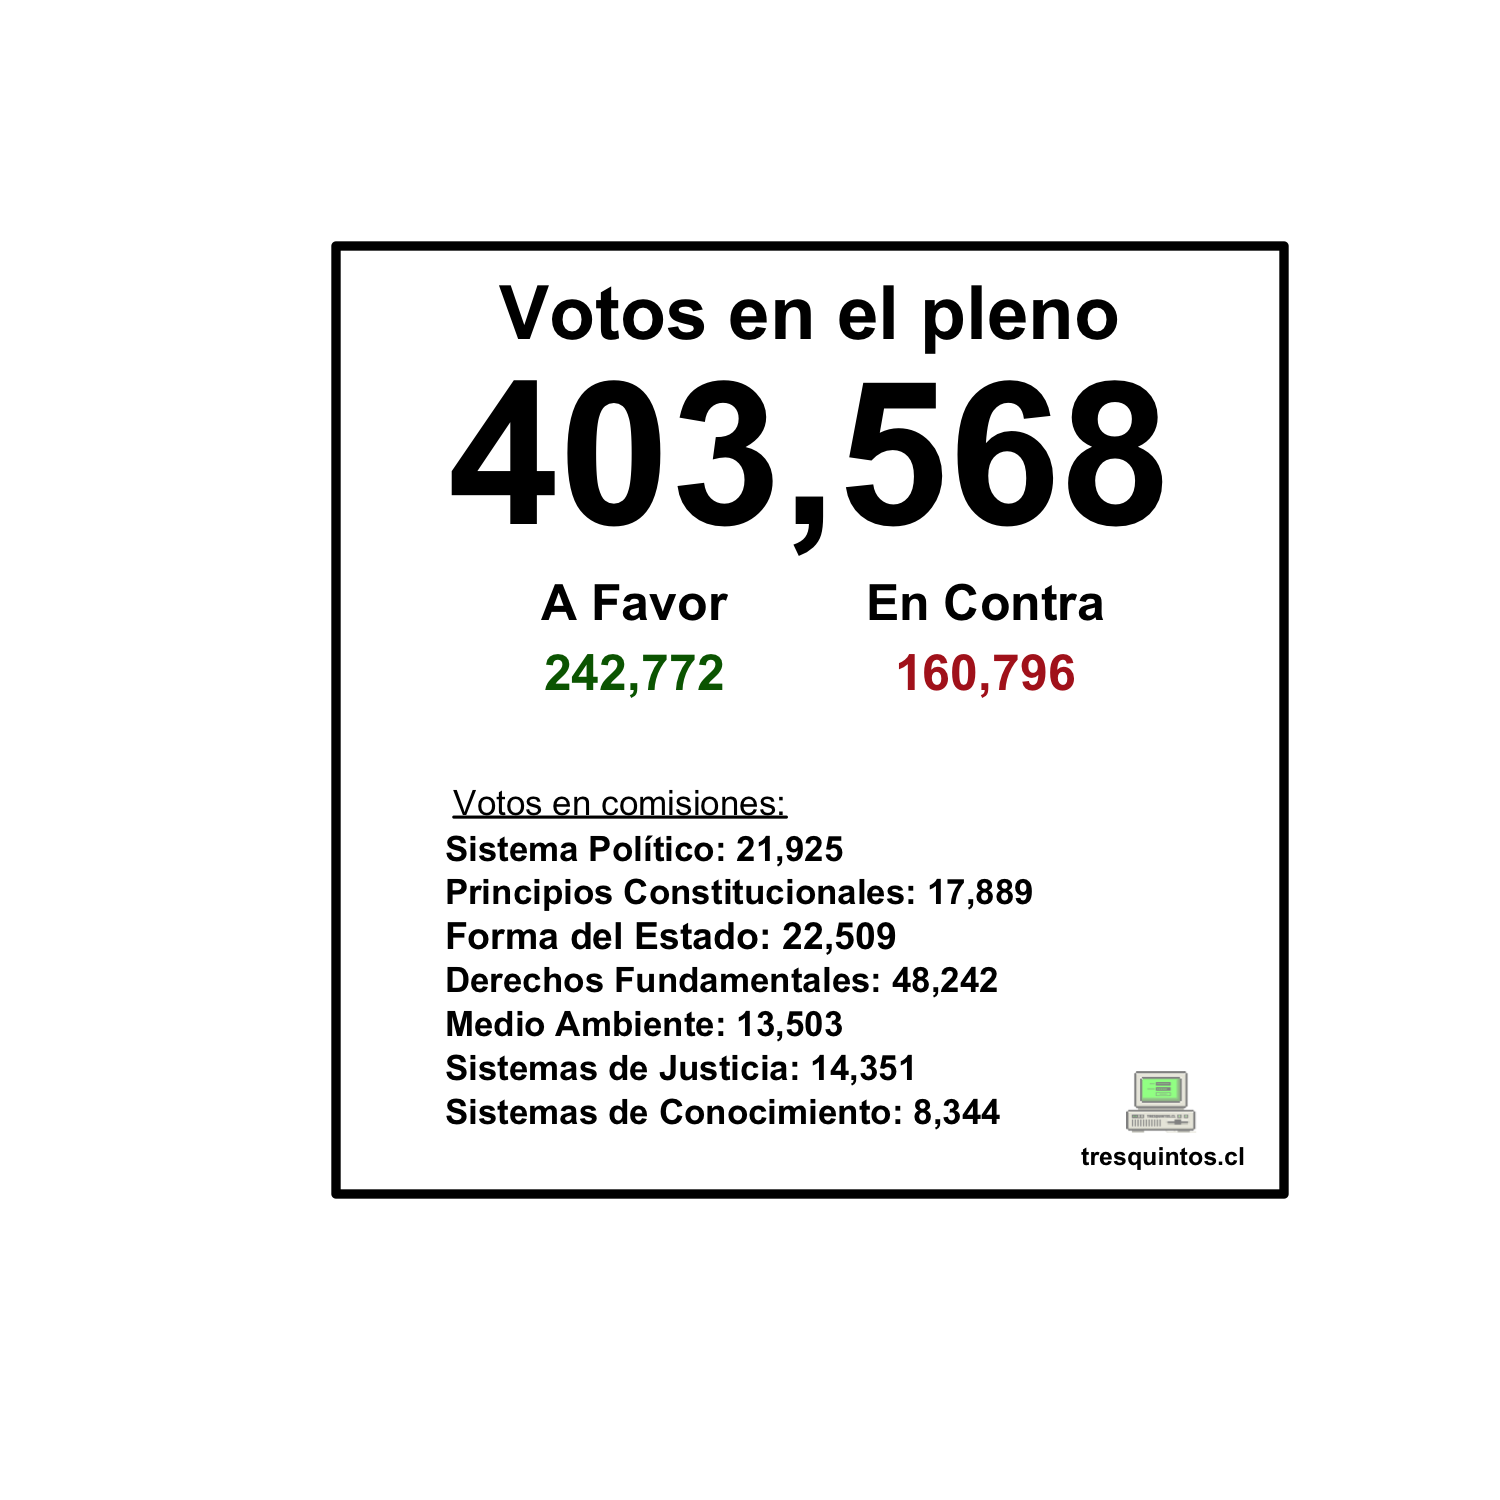 Votos en el pleno
403,568
A Favor En Contra
242,772 160,796
Votos en comisiones:
Sistema Político: 21,925
Principios Constitucionales: 17,889
Forma del Estado: 22,509
Derechos Fundamentales: 48,242
Medio Ambiente: 13,503
Sistemas de Justicia: 14,351
Sistemas de Conocimiento: 8,344
tresquintos.cl